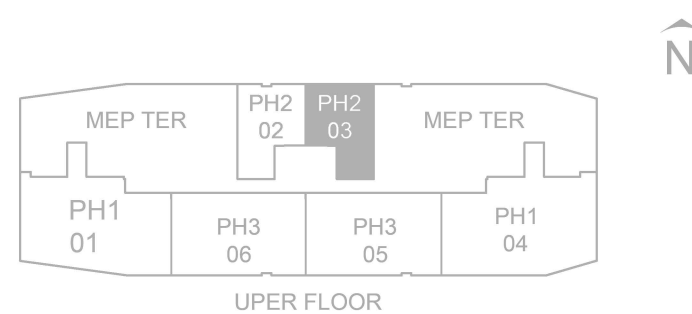 N
MEP TER
PH2
02
PH2
03
MEP TER
PH1
01
PH3
06
PH3
05
PH1
04
UPER FLOOR